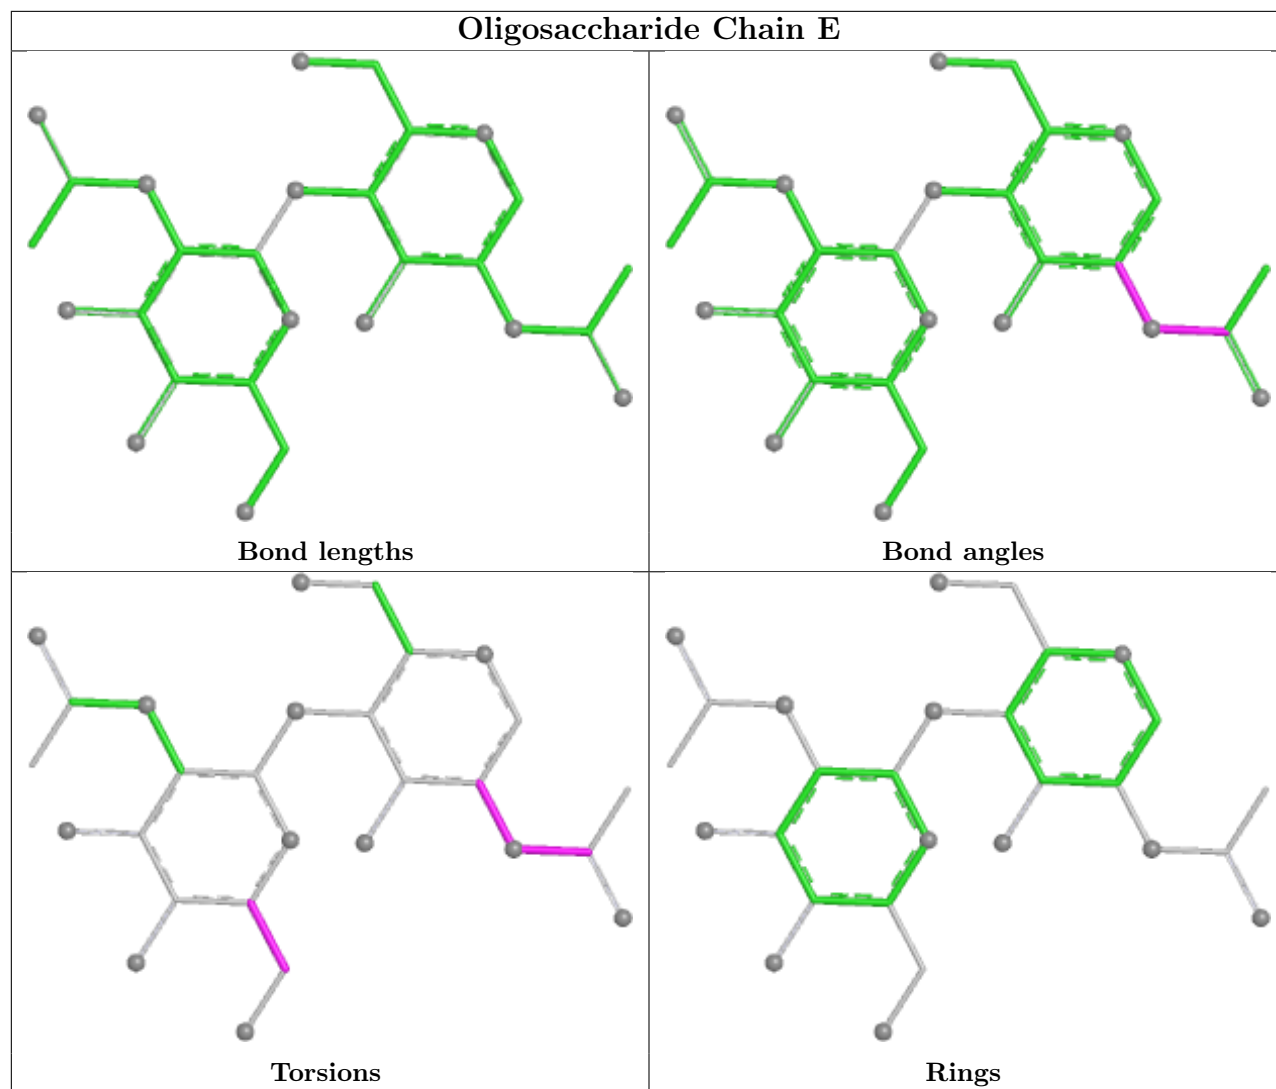 Oligosaccharide Chain E
Bond lengths
Bond angles
Torsions
Rings